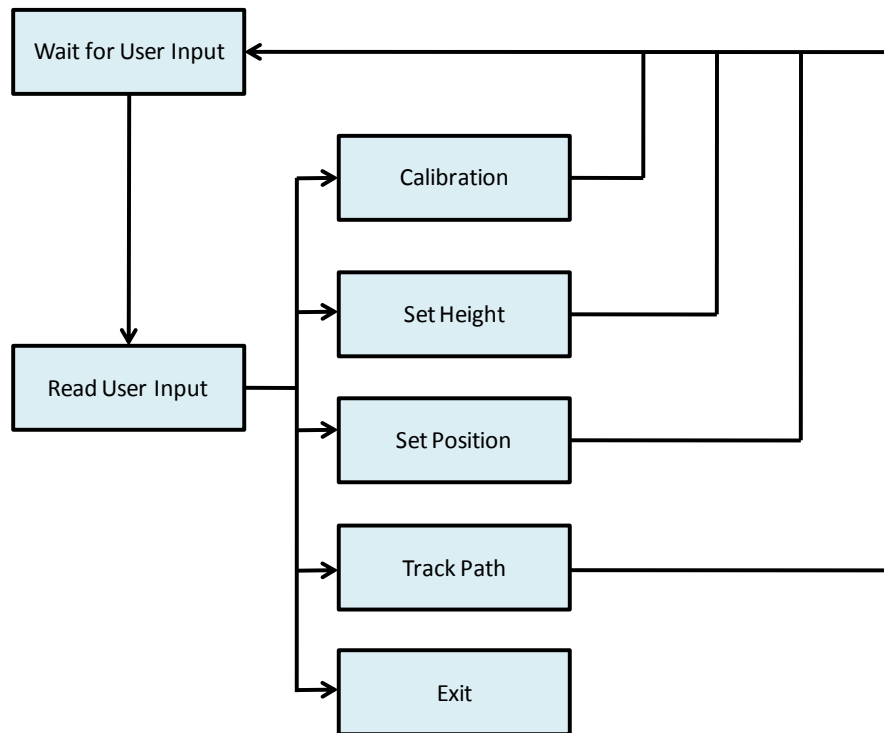 Wait for User Input
Calibration
Set Height
Read User Input
Set Position
Track Path
Exit